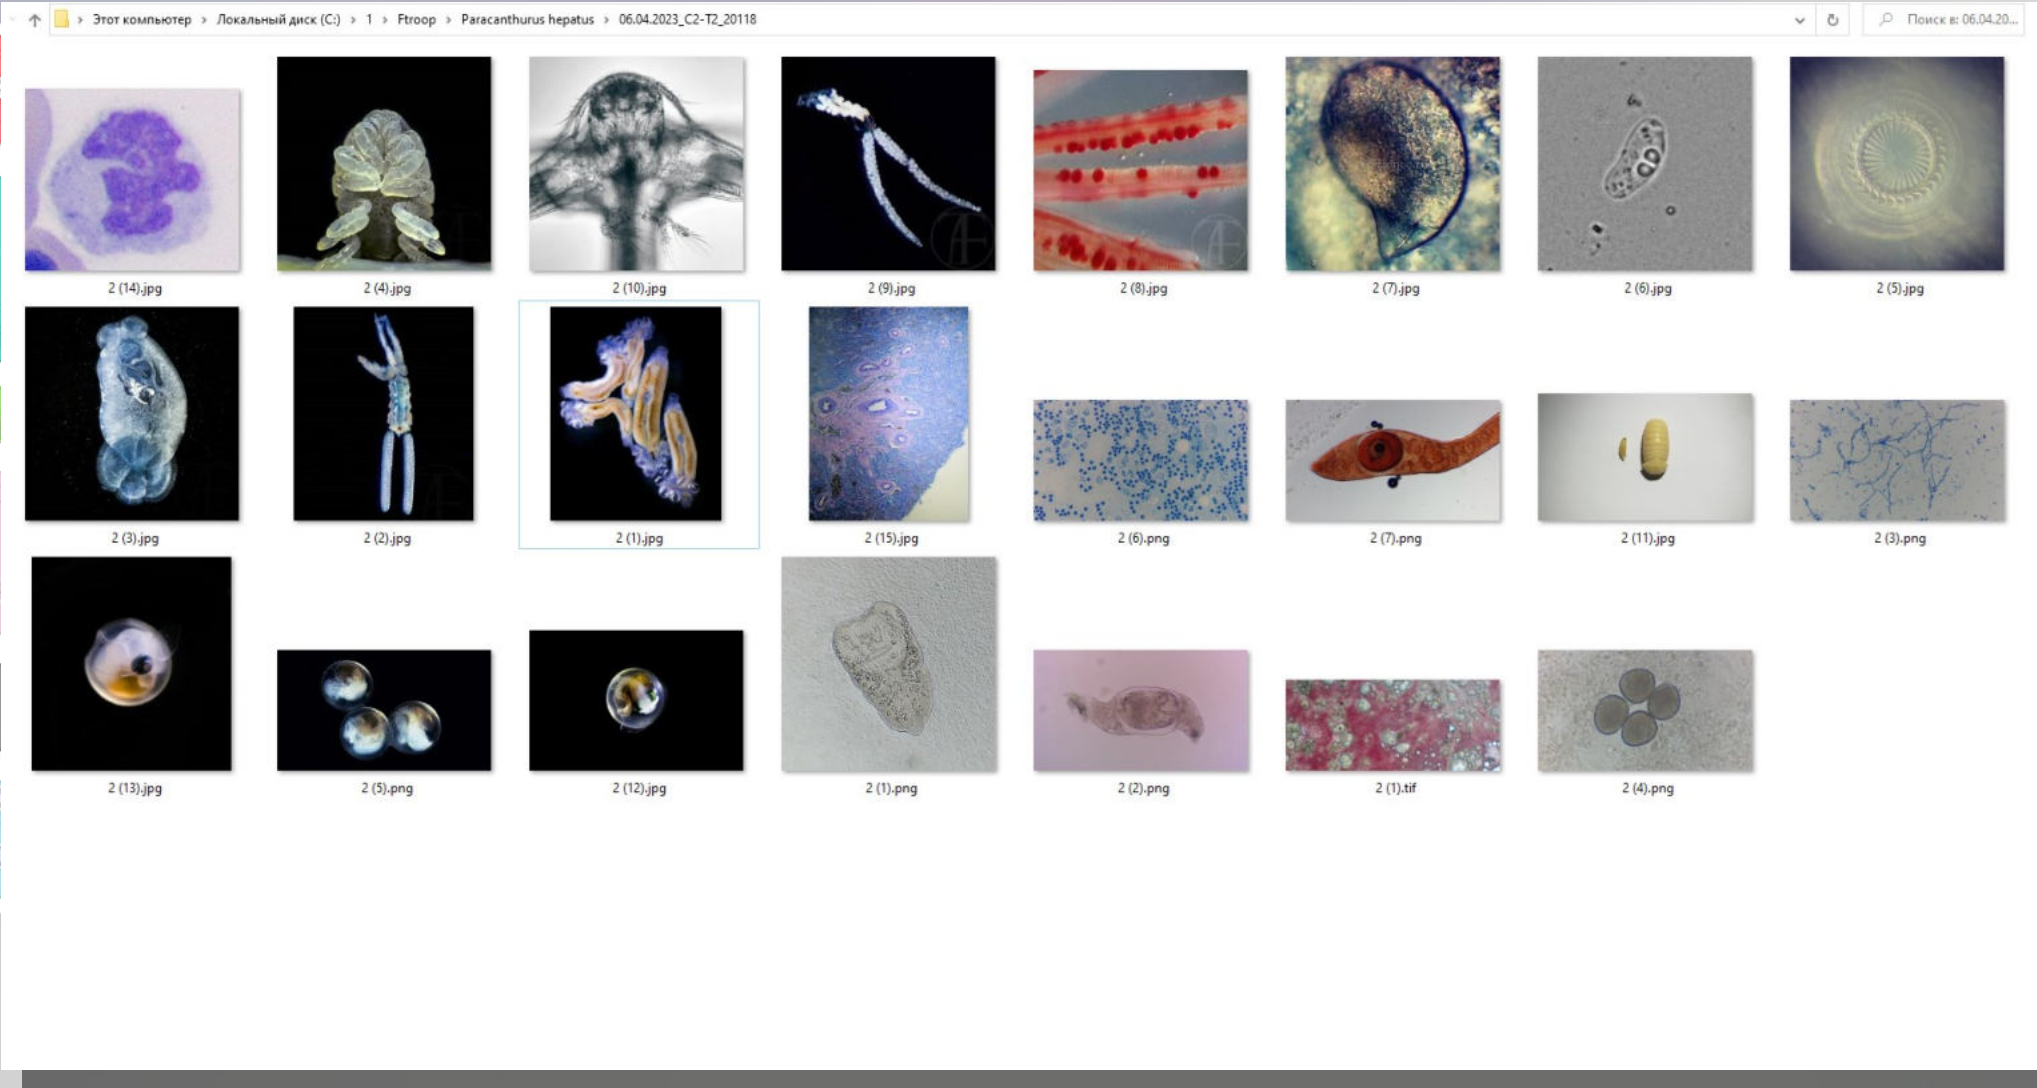 Этот компьютер › Локальный диск (C:) › 1 › Ftroop › Paracanthurus hepatus › 06.04.2023_C2-T2_20118
Поиск в: 06.04.20...
2 (14).jpg
2 (4).jpg
2 (10).jpg
2 (9).jpg
2 (8).jpg
2 (7).jpg
2 (6).jpg
2 (5).jpg
2 (3).jpg
2 (2).jpg
2 (1).jpg
2 (15).jpg
2 (6).png
2 (7).png
2 (11).jpg
2 (3).png
2 (13).jpg
2 (5).png
2 (12).jpg
2 (1).png
2 (2).png
2 (1).tif
2 (4).png